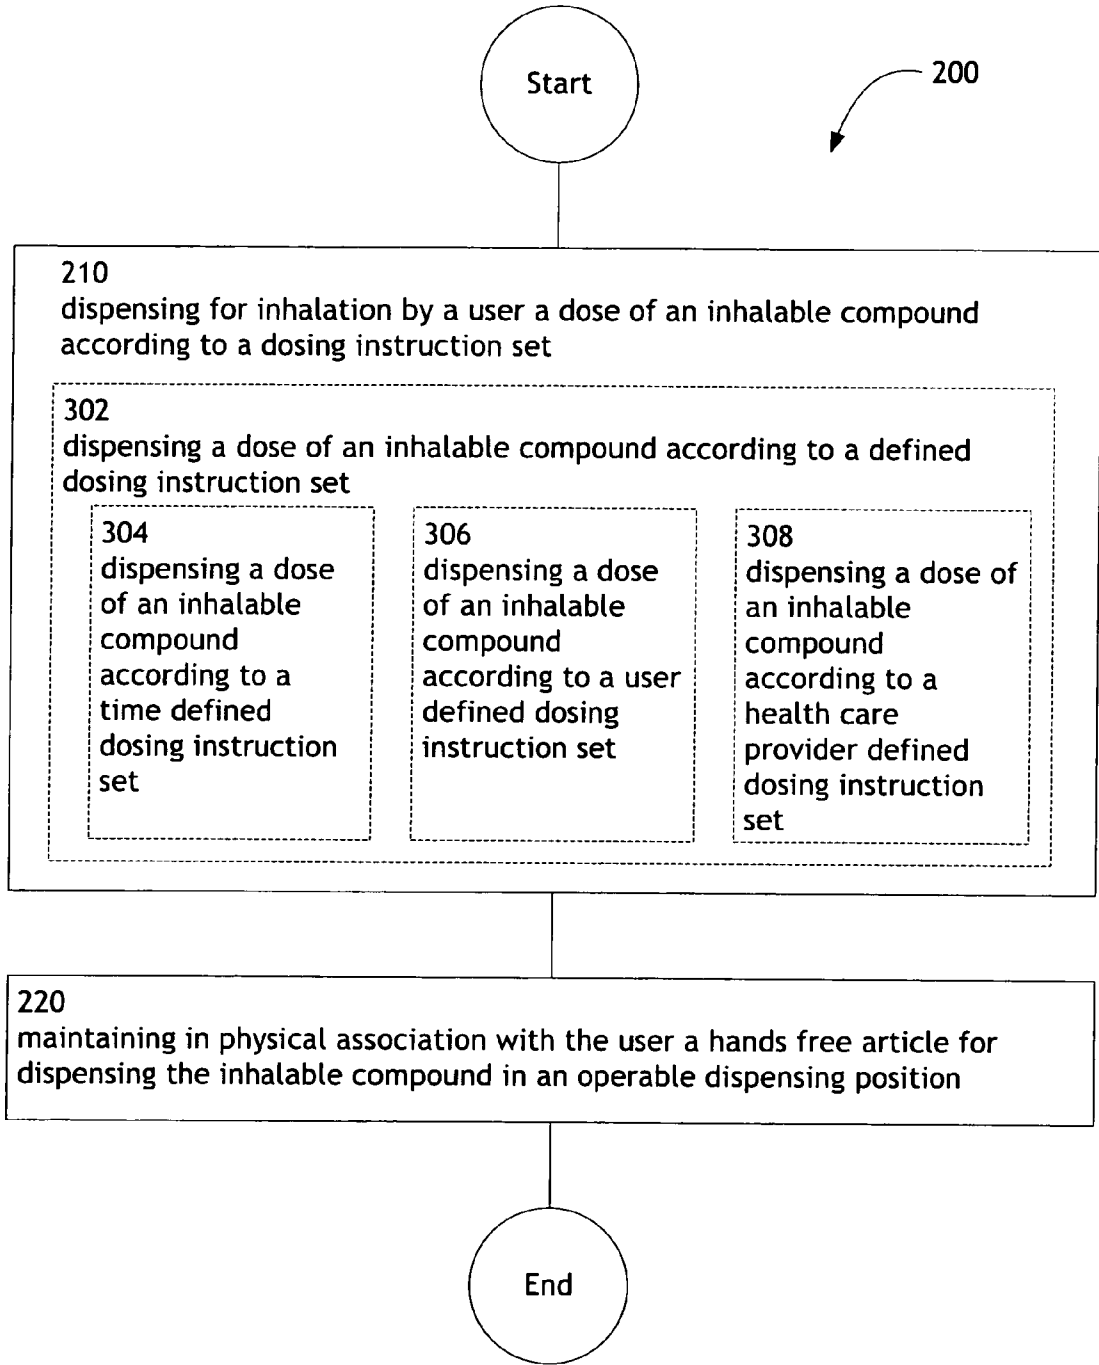 Start
200
210
dispensing for inhalation by a user a dose of an inhalable compound
according to a dosing instruction set
302
dispensing a dose of an inhalable compound according to a defined
dosing instruction set
304
dispensing a dose
of an inhalable
compound
according to a
time defined
dosing instruction
set
306
dispensing a dose
of an inhalable
compound
according to a user
defined dosing
instruction set
308
dispensing a dose of
an inhalable
compound
according to a
health care
provider defined
dosing instruction
set
220
maintaining in physical association with the user a hands free article for
dispensing the inhalable compound in an operable dispensing position
End